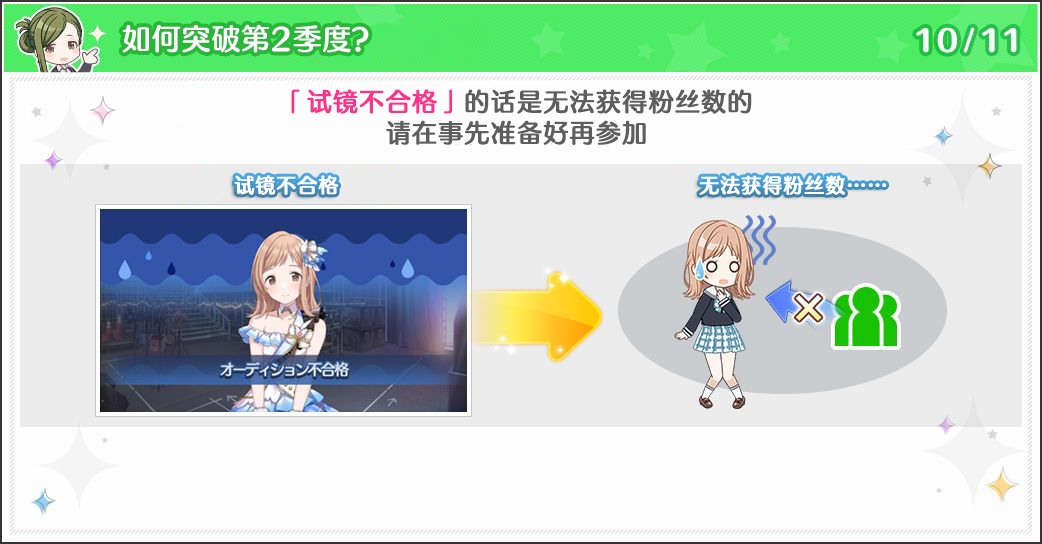 如何突破第2季度?
10/11
「试镜不合格」的话是无法获得粉丝数的
请在事先准备好再参加
试镜不合格
无法获得粉丝数……
オーディション不合格